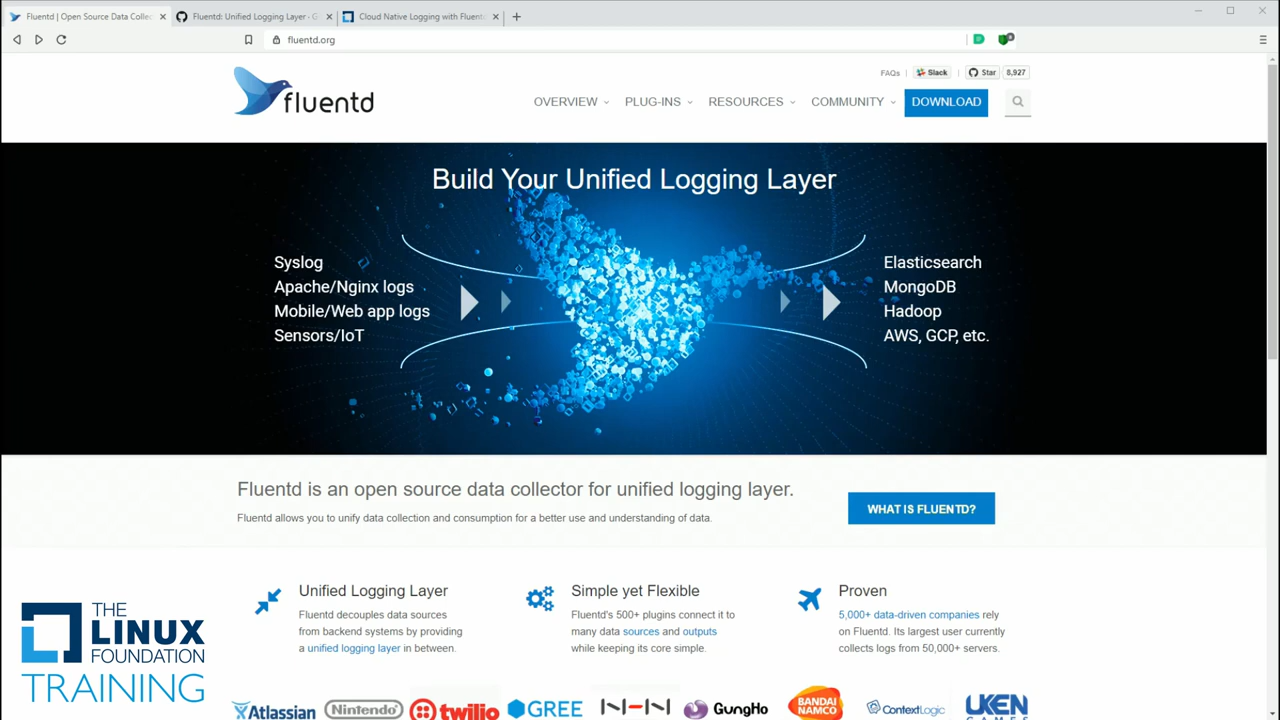 Fluentd | Open Source Data Collec
Fluentd: Unified Logging Layer - G
Cloud Native Logging with Fluent
fluentd.org
FAQs
Slack
Star
8,927
fluentd
OVERVIEW
PLUG-INS
RESOURCES
COMMUNITY
DOWNLOAD
Build Your Unified Logging Layer
Syslog
Apache/Nginx logs
Mobile/Web app logs
Sensors/IoT
Elasticsearch
MongoDB
Hadoop
AWS, GCP, etc.
Fluentd is an open source data collector for unified logging layer.
Fluentd allows you to unify data collection and consumption for a better use and understanding of data.
WHAT IS FLUENTD?
Unified Logging Layer
Fluentd decouples data sources
from backend systems by providing
a unified logging layer in between.
Simple yet Flexible
Fluentd's 500+ plugins connect it to
many data sources and outputs
while keeping its core simple.
Proven
5,000+ data-driven companies rely
on Fluentd. Its largest user currently
collects logs from 50,000+ servers.
THE
LINUX
FOUNDATION
TRAINING
Atlassian
Nintendo
twilio
GREE
GungHo
BANDAI
NAMCO
ContextLogic
UKEN
GAMES